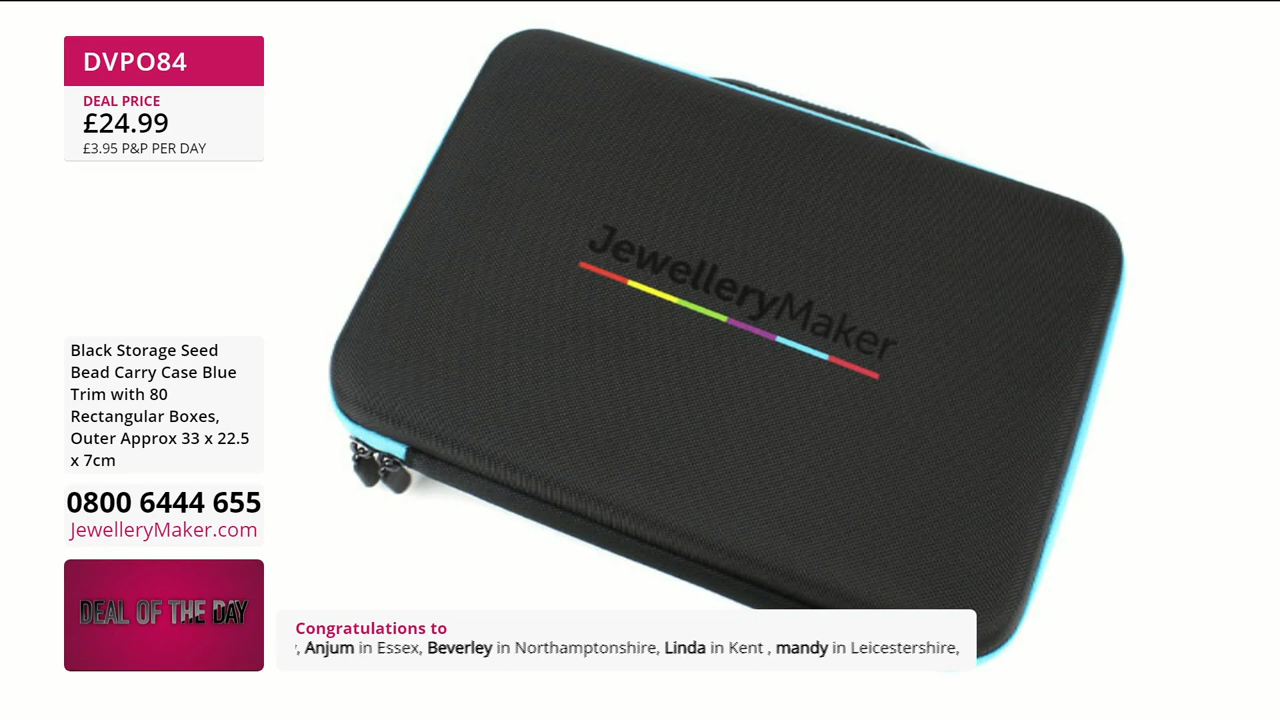 DVPO84
DEAL PRICE
£24.99
£3.95 P&P PER DAY
JewelleryMaker
Black Storage Seed
Bead Carry Case Blue
Trim with 80
Rectangular Boxes,
Outer Approx 33 x 22.5
x 7cm
0800 6444 655
JewelleryMaker.com
DEAL OF THE DAY
Congratulations to
, Anjum in Essex, Beverley in Northamptonshire, Linda in Kent , mandy in Leicestershire,